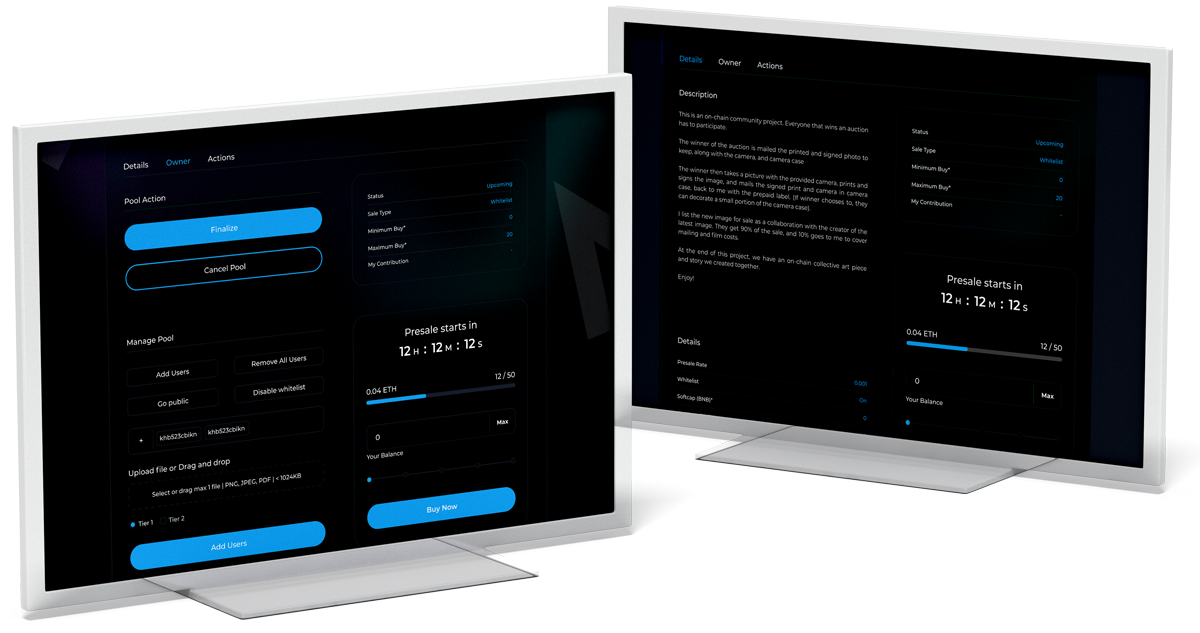 Details Owner Actions
Pool Action
Finalize
Cancel Pool
Manage Pool
Add Users Remove All Users
Go public Disable whitelist
+ khb523cbikn khb523cbikn
Upload file or Drag and drop
Select or drag max 1 file | PNG, JPEG, PDF | < 1024KB
Tier 1 Tier 2
Add Users
Status Upcoming
Sale Type Whitelist
Minimum Buy* 0
Maximum Buy* 20
My Contribution -
Presale starts in
12 H : 12 M : 12 S
0.04 ETH 12 / 50
0 Max
Your Balance
Buy Now
Details Owner Actions
Description
This is an on-chain community project. Everyone that wins an auction
has to participate.
The winner of the auction is mailed the printed and signed photo to
keep, along with the camera, and camera case
The winner then takes a picture with the provided camera, prints and
signs the image, and mails the signed print and camera in camera
case, back to me with the prepaid label. (If winner chooses to, they
can decorate a small portion of the camera case).
I list the new image for sale as a collaboration with the creator of the
latest image. They get 90% of the sale, and 10% goes to me to cover
mailing and film costs.
At the end of this project, we have an on-chain collective art piece
and story we created together.
Enjoy!
Details
Presale Rate 0.001
Whitelist On
Softcap (BNB)* 0
Status Upcoming
Sale Type Whitelist
Minimum Buy* 0
Maximum Buy* 20
My Contribution -
Presale starts in
12 H : 12 M : 12 S
0.04 ETH 12 / 50
0 Max
Your Balance